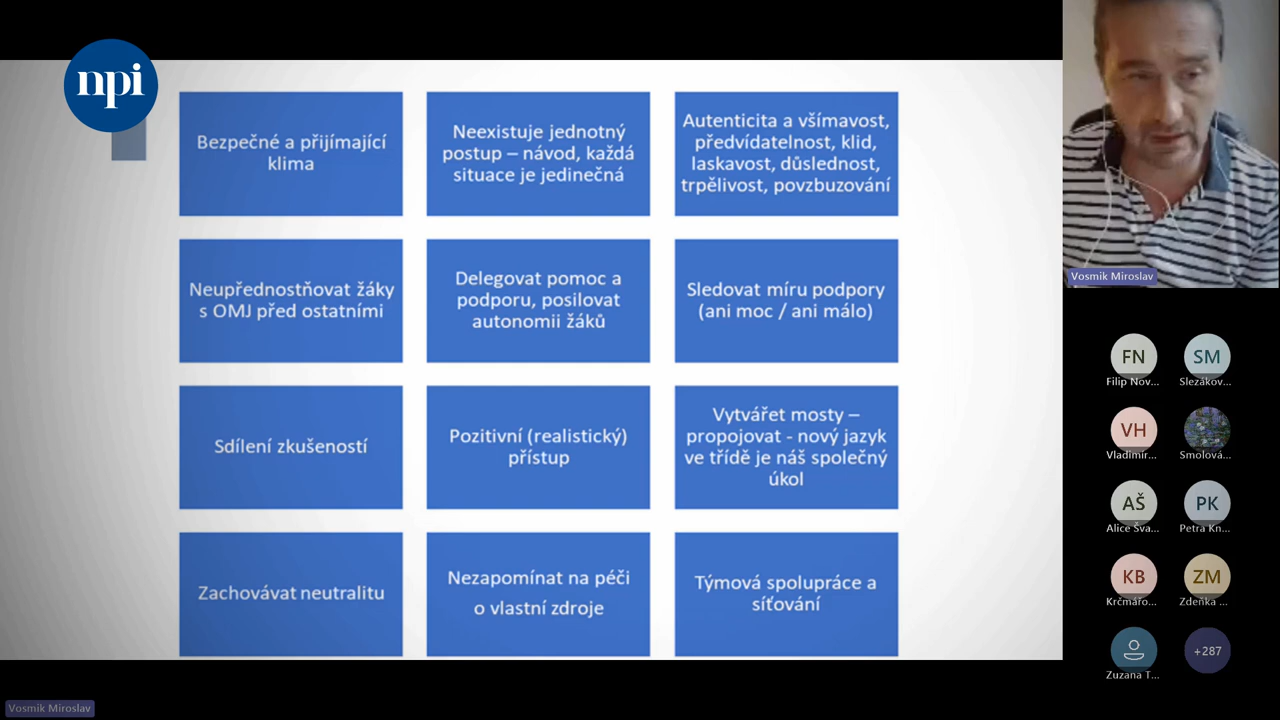 npi
Bezpečné a přijímající
klima
Neexistuje jednotný
postup – návod, každá
situace je jedinečná
Autenticita a všímavost,
předvídatelnost, klid,
laskavost, důslednost,
trpělivost, povzbuzování
Neupřednostňovat žáky
s OMJ před ostatními
Delegovat pomoc a
podporu, posilovat
autonomii žáků
Sledovat míru podpory
(ani moc / ani málo)
Sdílení zkušeností
Pozitivní (realistický)
přístup
Vytvářet mosty –
propojovat - nový jazyk
ve třídě je náš společný
úkol
Zachovávat neutralitu
Nezapomínat na péči
o vlastní zdroje
Týmová spolupráce a
síťování
Vosmik Miroslav
FN
Filip Nov...
SM
Slezákov...
VH
Vladimír...
Smolová...
AŠ
Alice Šva...
PK
Petra Kn...
KB
Krčmářo...
ZM
Zdeňka ...
Zuzana T...
+287
Vosmik Miroslav